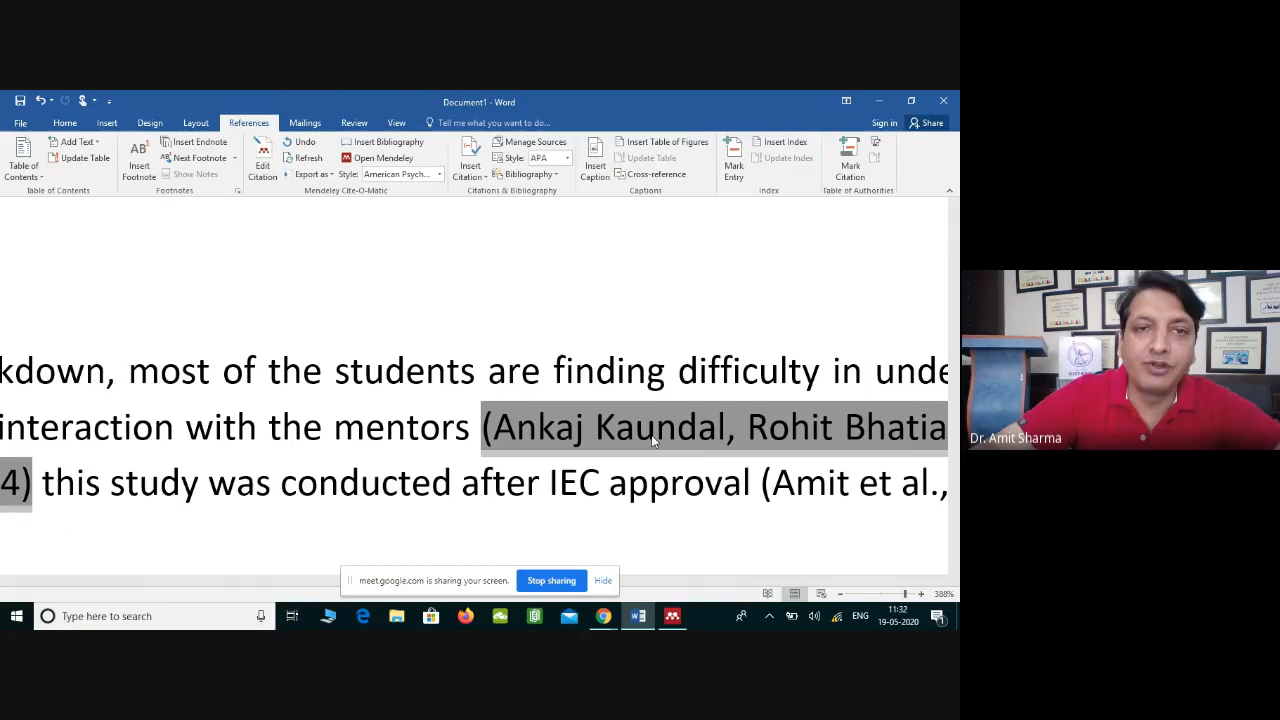 Document1 - Word
Sign in
Share
File
Home
Insert
Design
Layout
References
Mailings
Review
View
Tell me what you want to do...
Table of Contents
Add Text
Update Table
Table of Contents
AB1
Insert Footnote
Insert Endnote
Next Footnote
Show Notes
Footnotes
Edit Citation
Undo
Refresh
Export as
Insert Bibliography
Open Mendeley
Style: American Psych...
Mendeley Cite-O-Matic
Insert Citation
Manage Sources
Style: APA
Bibliography
Citations & Bibliography
Insert Caption
Insert Table of Figures
Update Table
Cross-reference
Captions
Mark Entry
Insert Index
Update Index
Index
Mark Citation
Table of Authorities
kdown, most of the students are finding difficulty in unde
interaction with the mentors (Ankaj Kaundal, Rohit Bhatia
4) this study was conducted after IEC approval (Amit et al.,
Dr. Amit Sharma
meet.google.com is sharing your screen.
Stop sharing
Hide
388%
Type here to search
ENG
11:32
19-05-2020